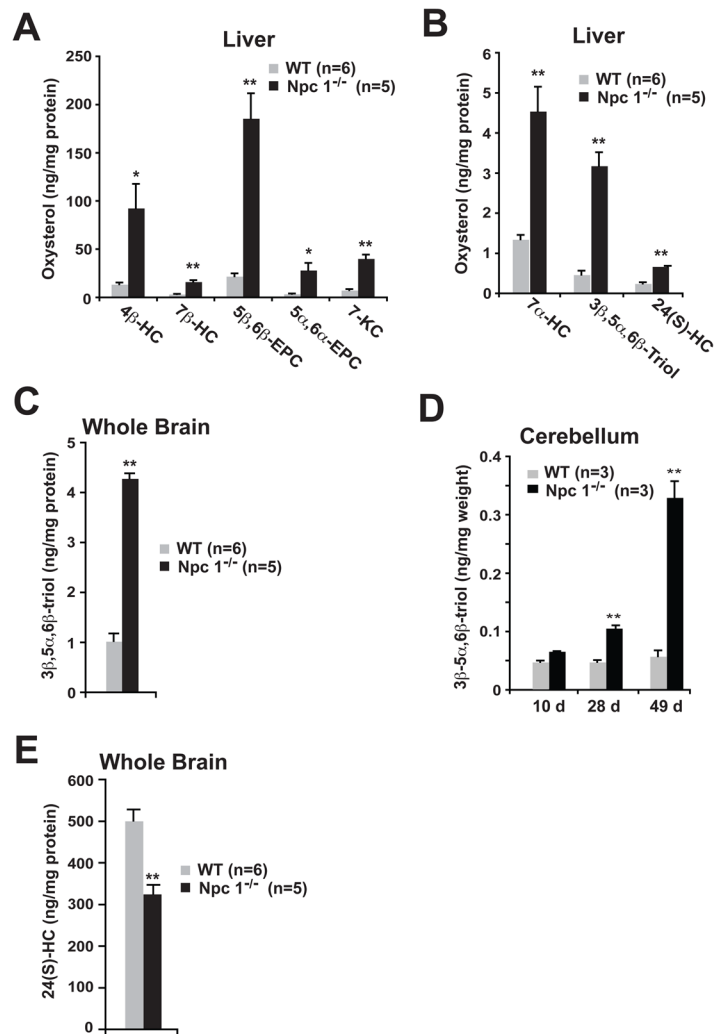 A
Liver
WT (n=6)
Npc 1-/- (n=5)
Oxysterol (ng/mg protein)
250
200
150
100
50
0
*
**
**
*
**
4β-HC
7β-HC
5β,6β-EPC
5α,6α-EPC
7-KC
B
Liver
WT (n=6)
Npc 1-/- (n=5)
Oxysterol (ng/mg protein)
6
5
4
3
2
1
0
**
**
**
7α-HC
3β,5α,6β-Triol
24(S)-HC
C
Whole Brain
3β,5α,6β-triol (ng/mg protein)
5
4
3
2
1
0
**
WT (n=6)
Npc 1-/- (n=5)
D
Cerebellum
WT (n=3)
Npc 1-/- (n=3)
3β-5α,6β-triol (ng/mg weight)
0.4
0.3
0.2
0.1
0
**
**
10 d
28 d
49 d
E
Whole Brain
24(S)-HC (ng/mg protein)
600
500
400
300
200
100
0
**
WT (n=6)
Npc 1-/- (n=5)